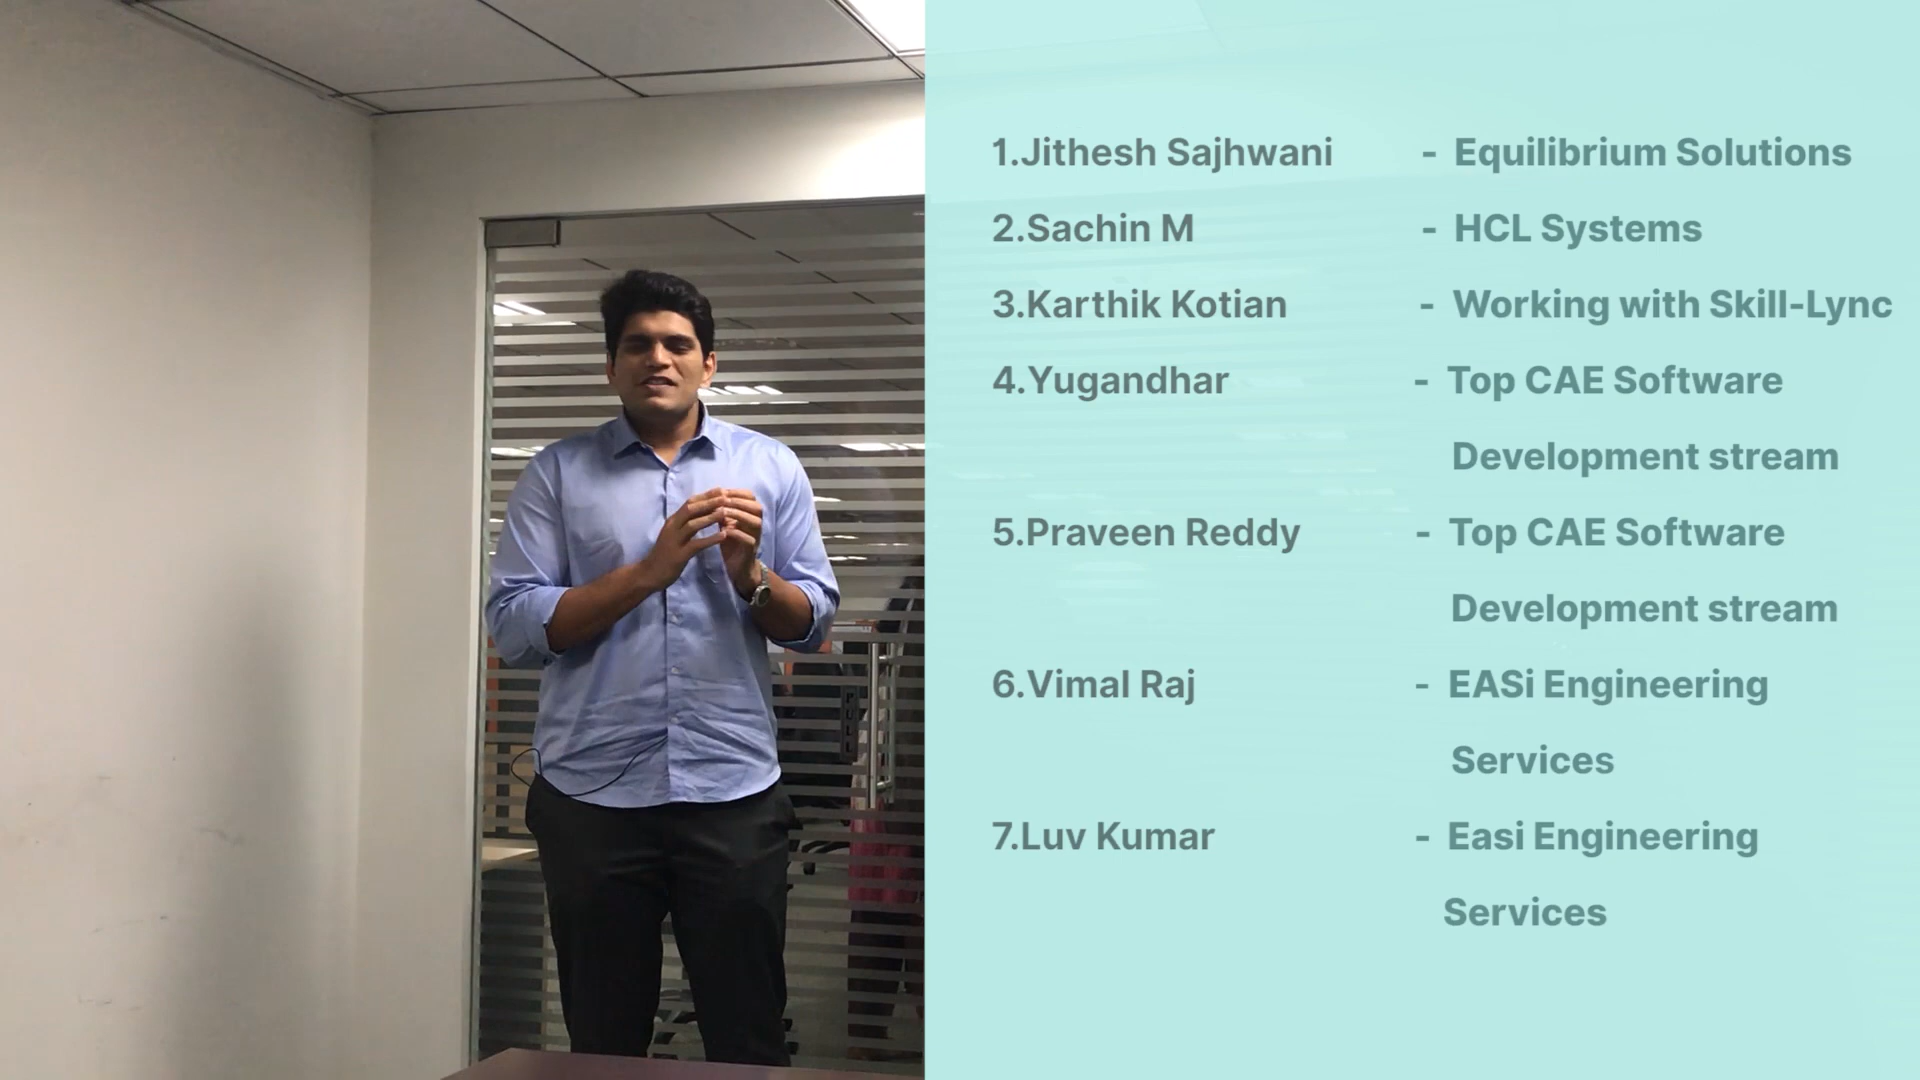 1.Jithesh Sajhwani - Equilibrium Solutions
2.Sachin M - HCL Systems
3.Karthik Kotian - Working with Skill-Lync
4.Yugandhar - Top CAE Software
Development stream
5.Praveen Reddy - Top CAE Software
Development stream
6.Vimal Raj - EASi Engineering
Services
7.Luv Kumar - Easi Engineering
Services
PULL